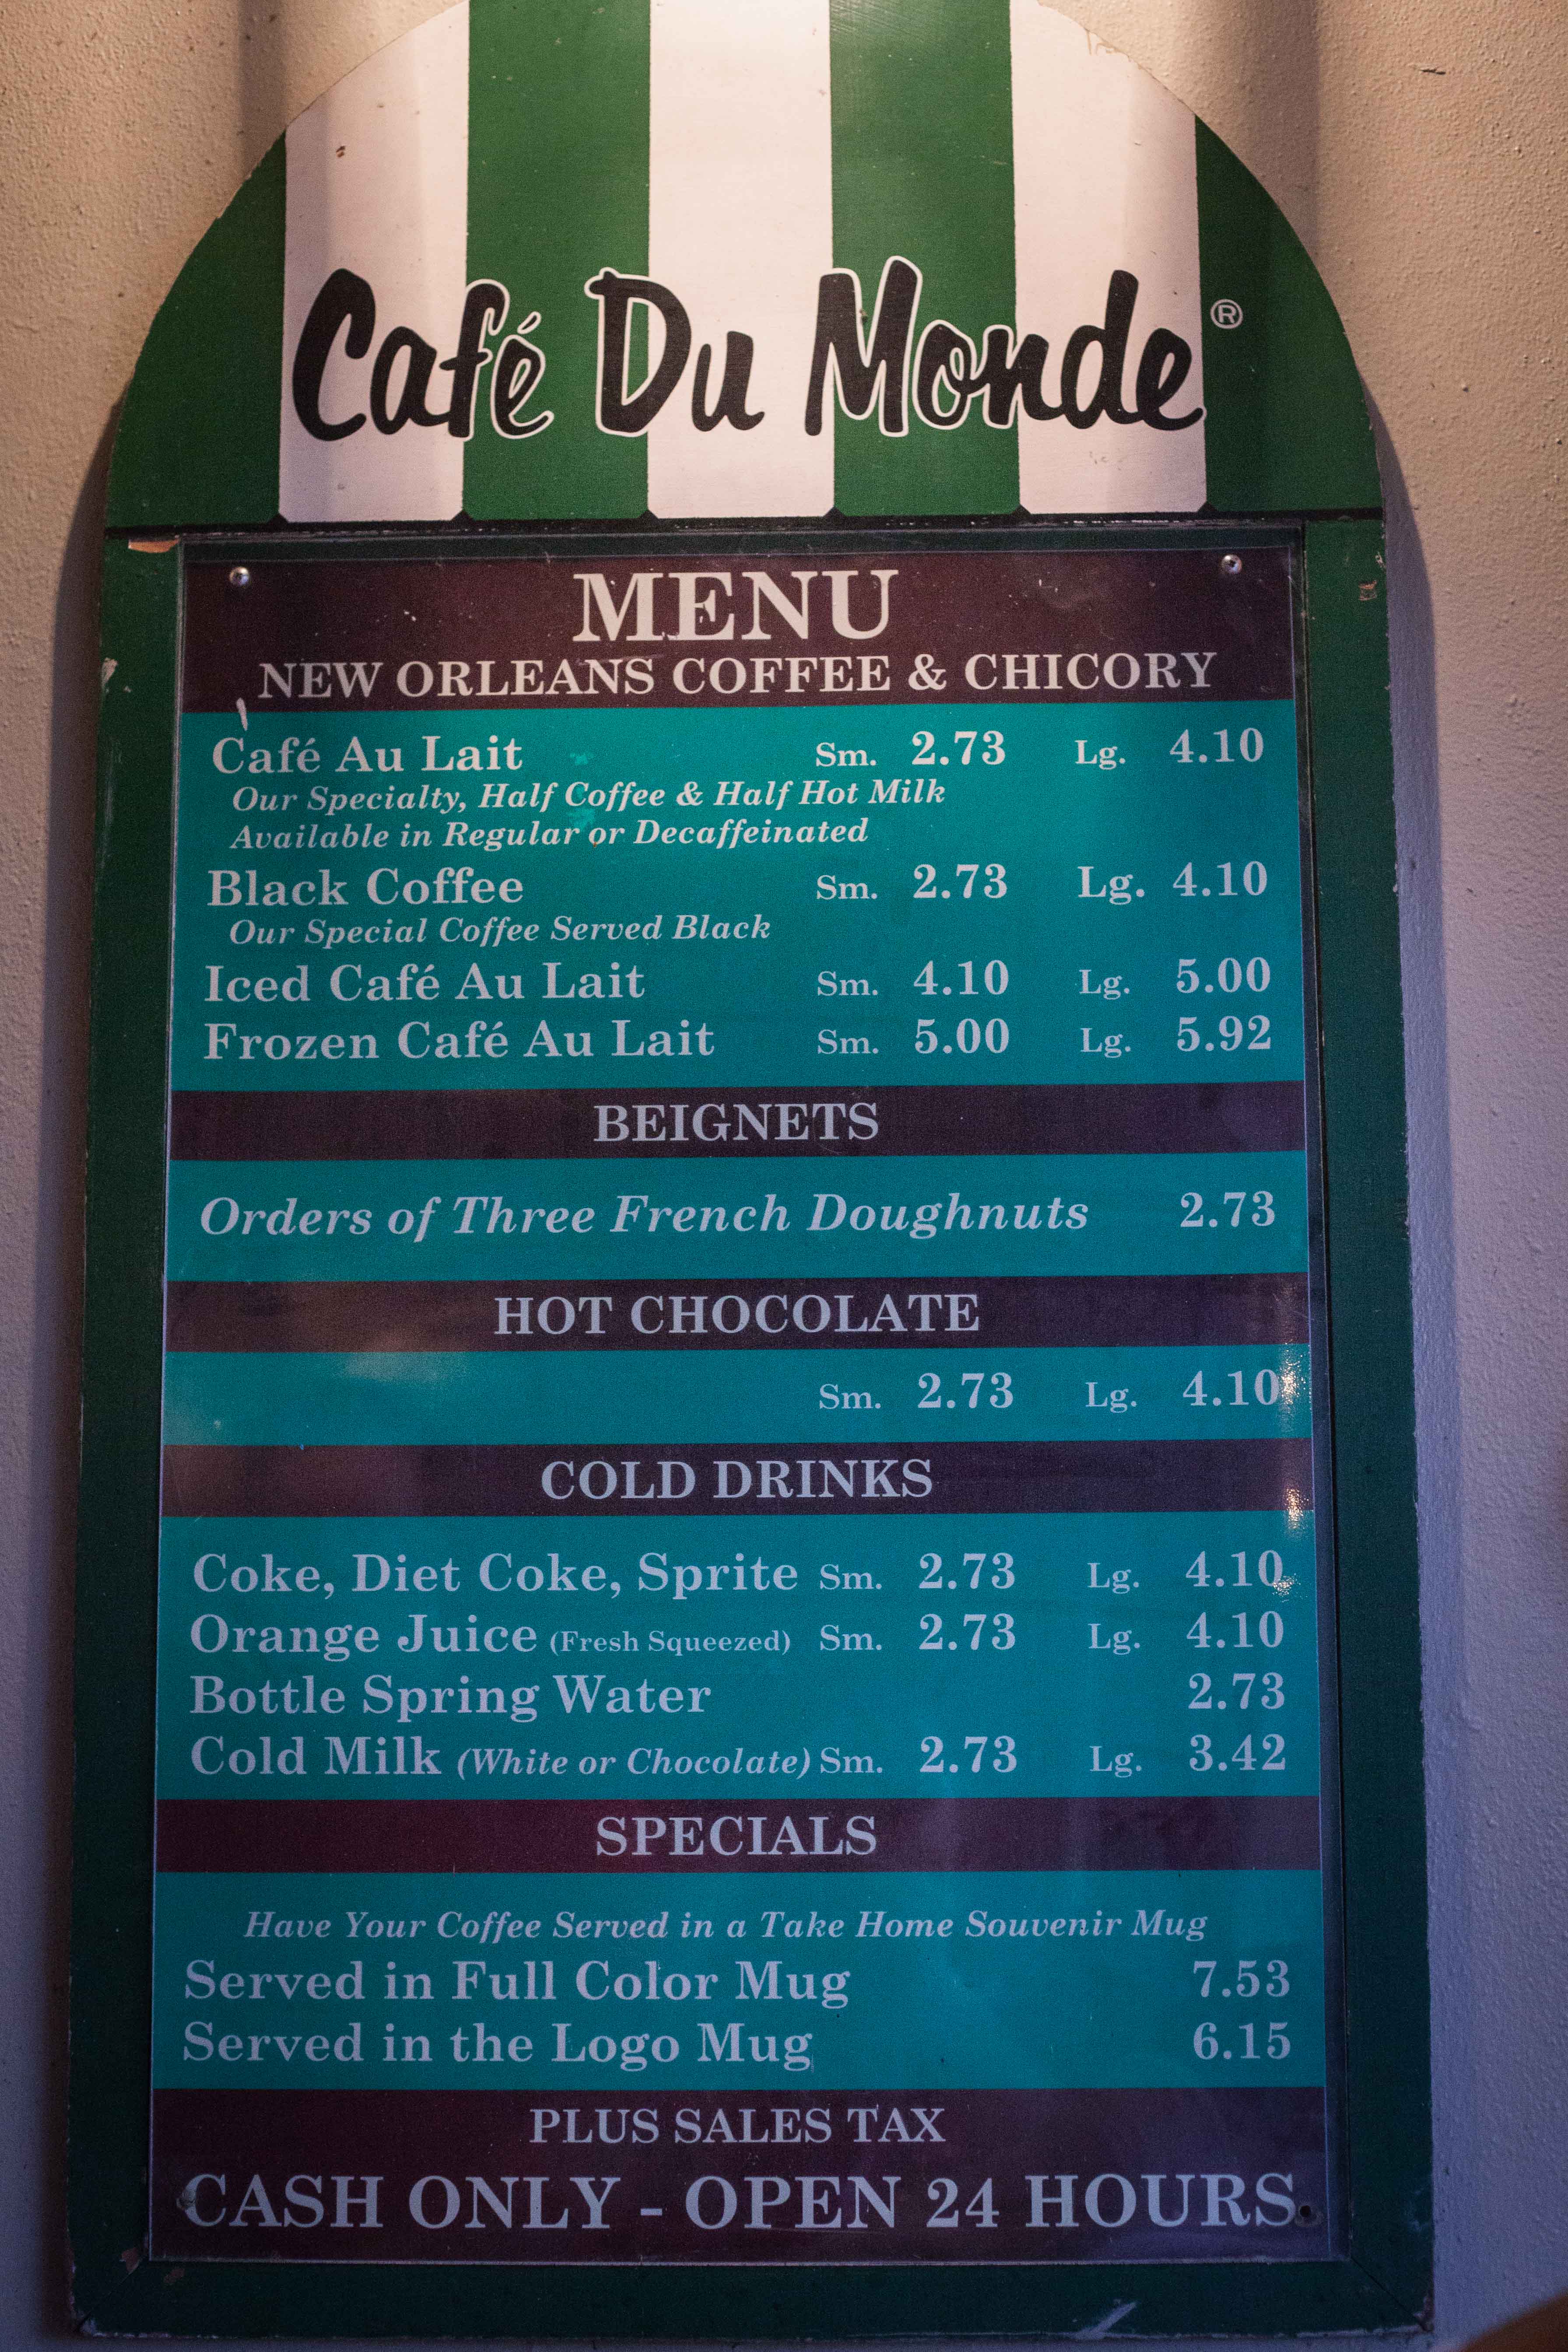 Café Du Monde®
MENU
NEW ORLEANS COFFEE & CHICORY
Café Au Lait Sm. 2.73 Lg. 4.10
Our Specialty, Half Coffee & Half Hot Milk
Available in Regular or Decaffeinated
Black Coffee Sm. 2.73 Lg. 4.10
Our Special Coffee Served Black
Iced Café Au Lait Sm. 4.10 Lg. 5.00
Frozen Café Au Lait Sm. 5.00 Lg. 5.92
BEIGNETS
Orders of Three French Doughnuts 2.73
HOT CHOCOLATE
Sm. 2.73 Lg. 4.10
COLD DRINKS
Coke, Diet Coke, Sprite Sm. 2.73 Lg. 4.10
Orange Juice (Fresh Squeezed) Sm. 2.73 Lg. 4.10
Bottle Spring Water 2.73
Cold Milk (White or Chocolate) Sm. 2.73 Lg. 3.42
SPECIALS
Have Your Coffee Served in a Take Home Souvenir Mug
Served in Full Color Mug 7.53
Served in the Logo Mug 6.15
PLUS SALES TAX
CASH ONLY - OPEN 24 HOURS